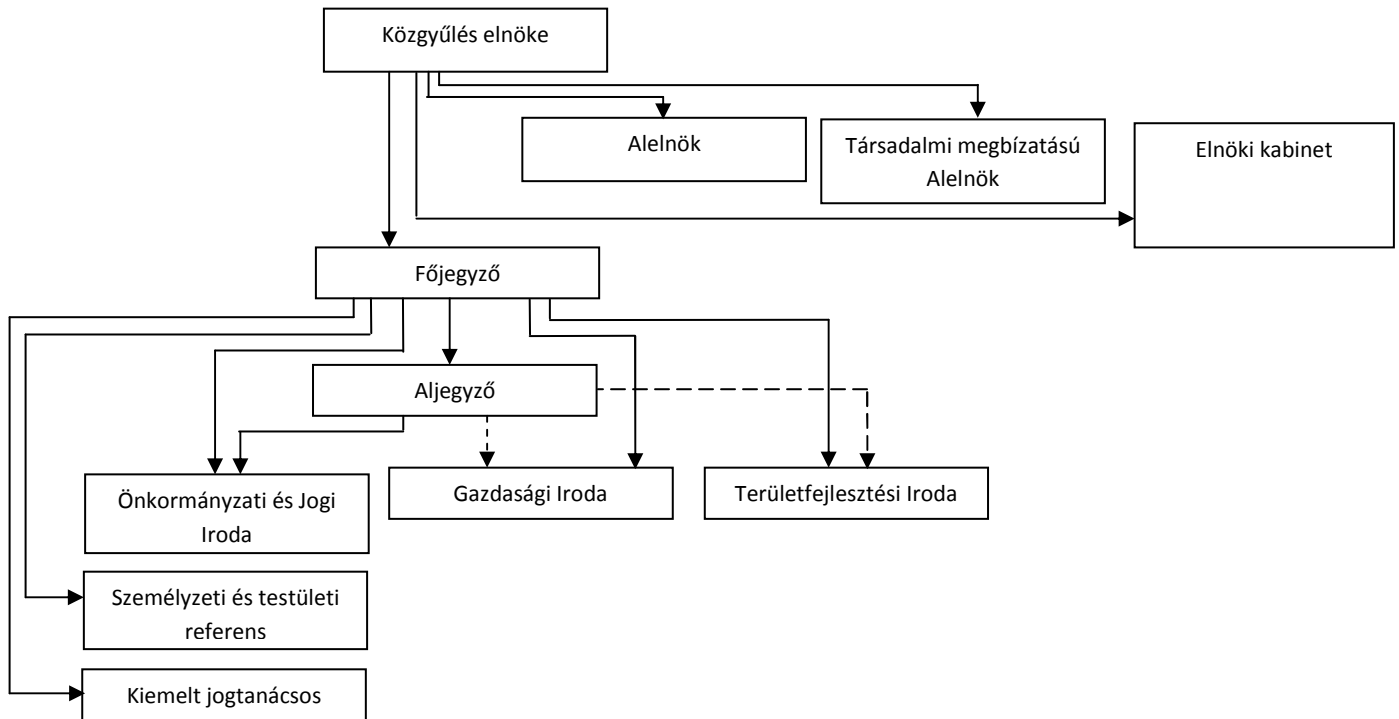 Közgyűlés elnöke
Alelnök
Társadalmi megbízatású
Alelnök
Elnöki kabinet
Főjegyző
Aljegyző
Önkormányzati és Jogi
Iroda
Gazdasági Iroda
Területfejlesztési Iroda
Személyzeti és testületi
referens
Kiemelt jogtanácsos